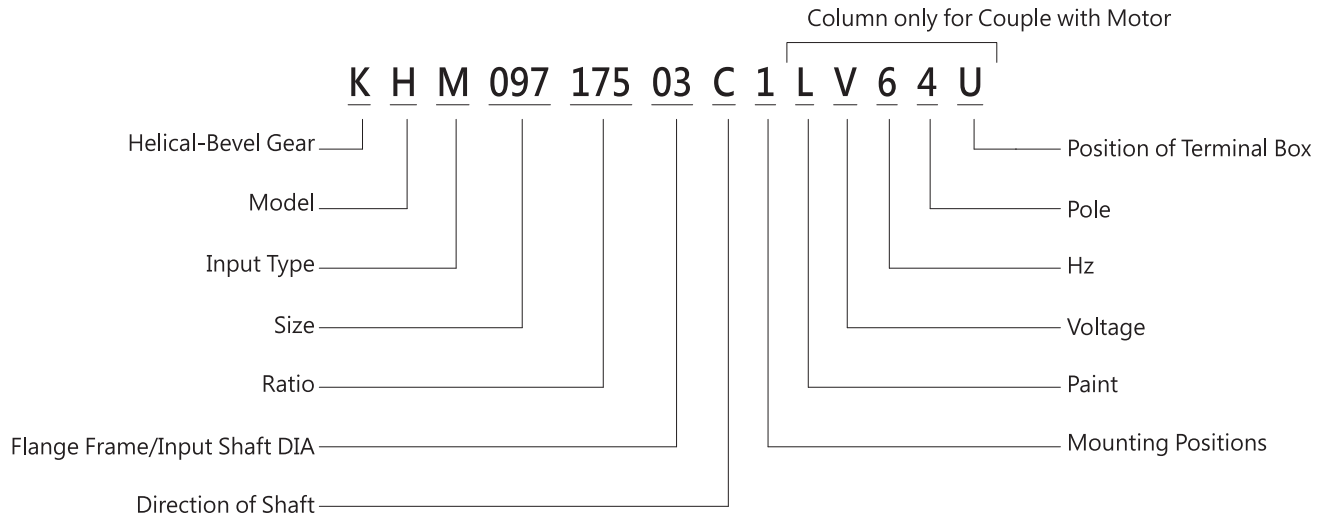 Column only for Couple with Motor
K H M 097 175 03 C 1 L V 6 4 U
Helical-Bevel Gear
Model
Input Type
Size
Ratio
Flange Frame/Input Shaft DIA
Direction of Shaft
Position of Terminal Box
Pole
Hz
Voltage
Paint
Mounting Positions